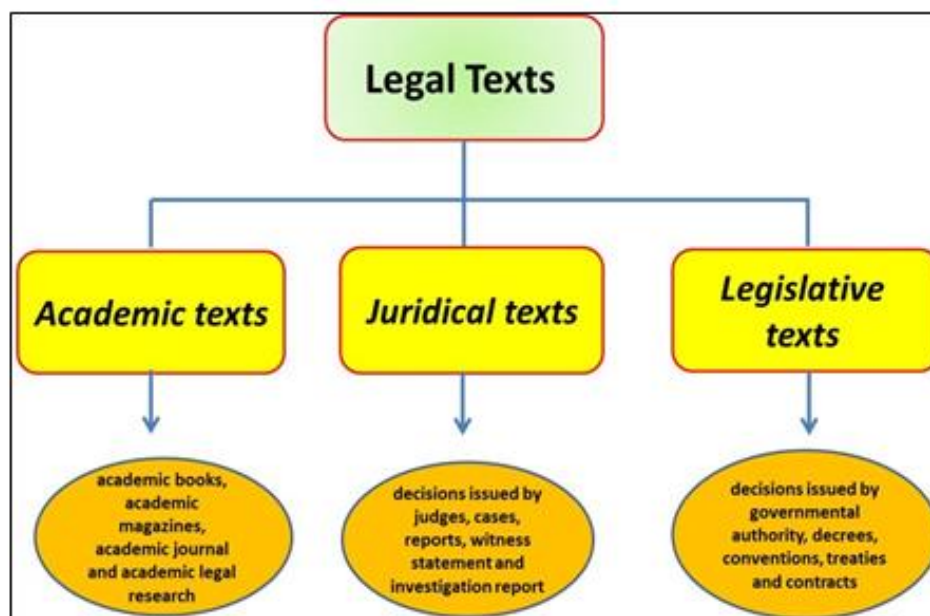 Legal Texts
Academic texts
Juridical texts
Legislative
texts
academic books,
academic
magazines,
academic journal
and academic legal
research
decisions issued by
judges, cases,
reports, witness
statement and
investigation report
decisions issued by
governmental
authority, decrees,
conventions, treaties
and contracts